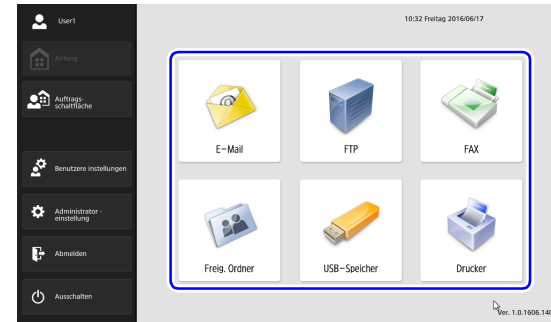 User1
10:32 Freitag 2016/06/17
Anfang
Auftrags-
schaltfläche
Benutzere instellungen
Administrator -
einstellung
Abmelden
Ausschalten
E-Mail
FTP
FAX
Freig. Ordner
USB-Speicher
Drucker
Ver. 1.0.1606.140